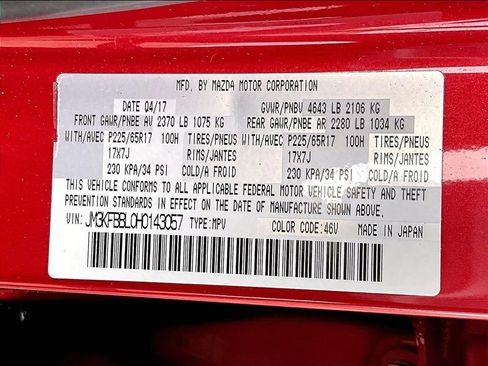 MFD. BY MAZDA MOTOR CORPORATION
DATE 04/17 GVWR/PNBV 4643 LB 2106 KG
FRONT GAWR/PNBE AV 2370 LB 1075 KG REAR GAWR/PNBE AR 2280 LB 1034 KG
WITH/AVEC P225/65R17 100H TIRES/PNEUS WITH/AVEC P225/65R17 100H TIRES/PNEUS
17X7J RIMS/JANTES 17X7J RIMS/JANTES
230 KPA/34 PSI COLD/A FROID 230 KPA/34 PSI COLD/A FROID
THIS VEHICLE CONFORMS TO ALL APPLICABLE FEDERAL MOTOR VEHICLE SAFETY AND THEFT
PREVENTION STANDARDS IN EFFECT ON THE DATE OF MANUFACTURE SHOWN ABOVE.
VIN: JM3KFBBL0H0143057 TYPE: MPV COLOR CODE: 46V MADE IN JAPAN